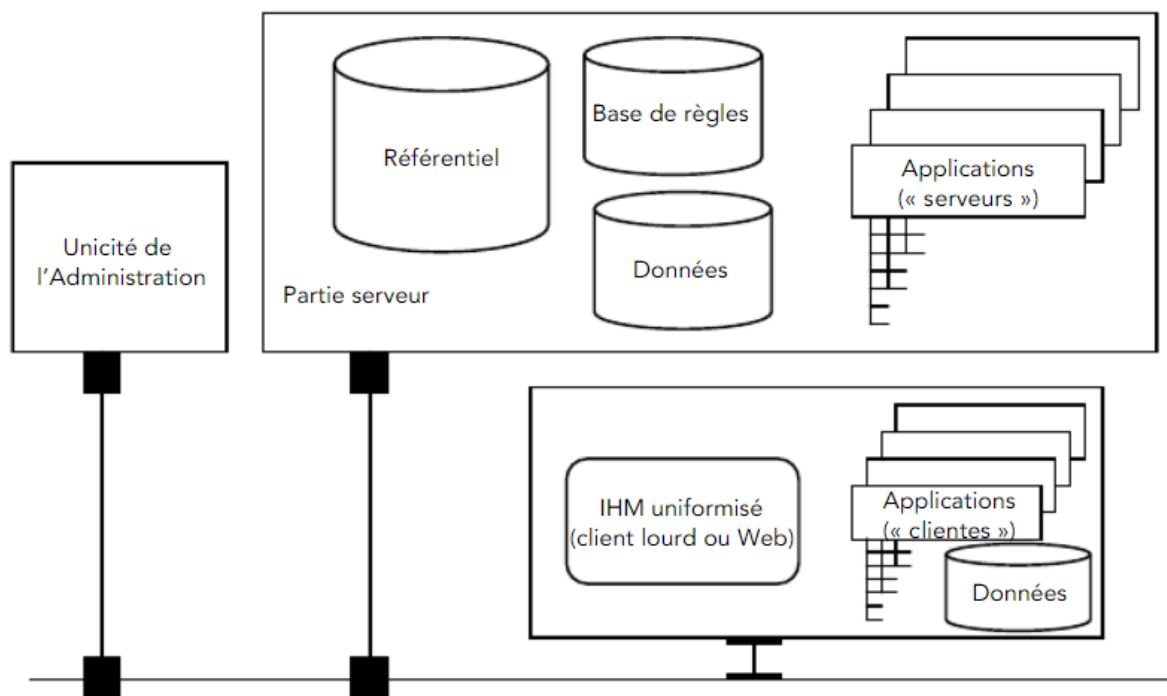 Référentiel
Base de règles
Données
Applications
(« serveurs »)
Partie serveur
Unicité de
l'Administration
IHM uniformisé
(client lourd ou Web)
Applications
(« clientes »)
Données